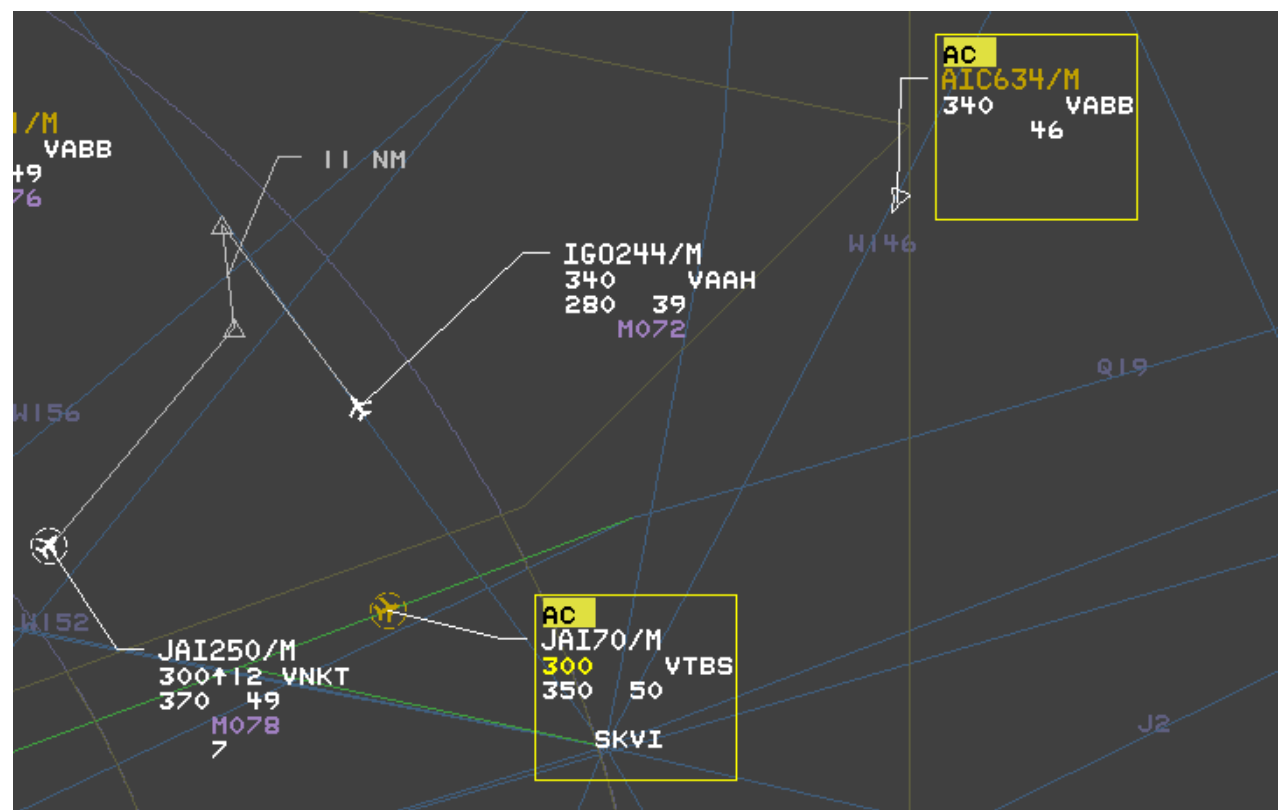 1/M
VABB
49
76
11 NM
AC
AIC634/M
340 VABB
46
W146
IGO244/M
340 VAAH
280 39
M072
Q19
W156
W152
JAI250/M
300↑12 VNKT
370 49
M078
7
AC
JAI70/M
300 VTBS
350 50
SKVI
J2